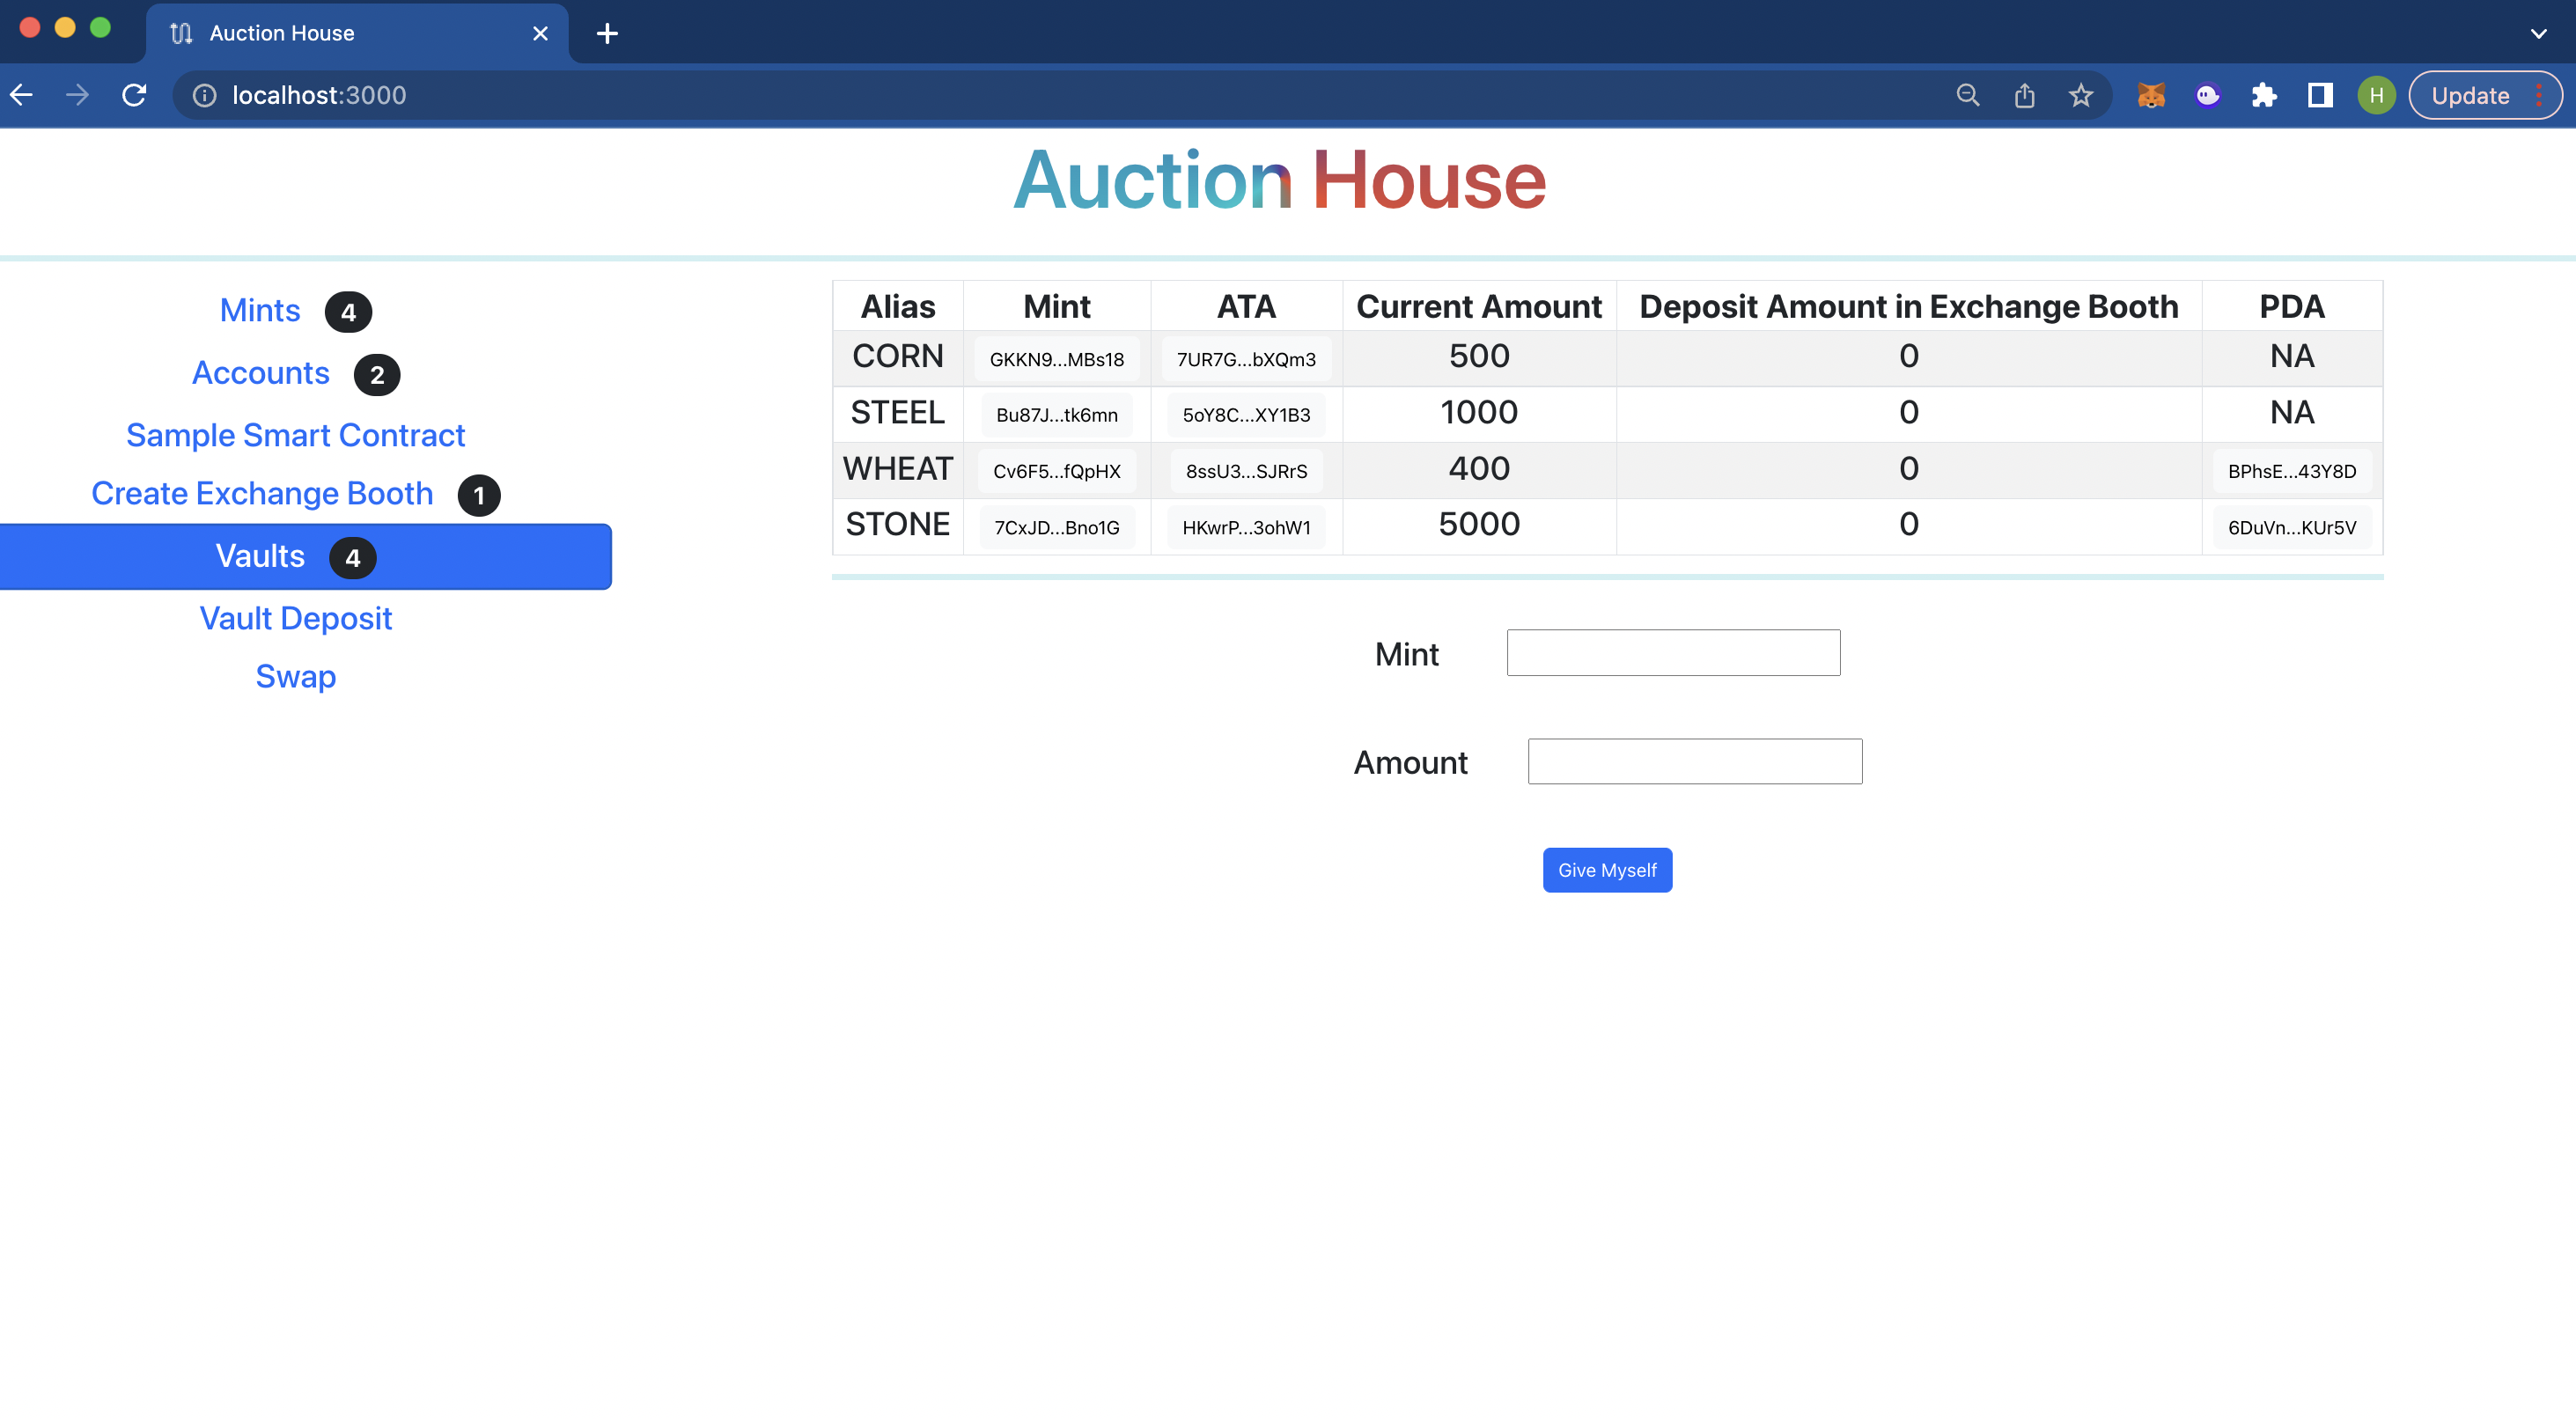 Auction House
localhost:3000
H
Update
Auction House
Mints 4
Accounts 2
Sample Smart Contract
Create Exchange Booth 1
Vaults 4
Vault Deposit
Swap
Alias Mint ATA Current Amount Deposit Amount in Exchange Booth PDA
CORN GKKN9...MBs18 7UR7G...bXQm3 500 0 NA
STEEL Bu87J...tk6mn 5oY8C...XY1B3 1000 0 NA
WHEAT Cv6F5...fQpHX 8ssU3...SJRrS 400 0 BPhsE...43Y8D
STONE 7CxJD...Bno1G HKwrP...3ohW1 5000 0 6DuVn...KUr5V
Mint
Amount
Give Myself